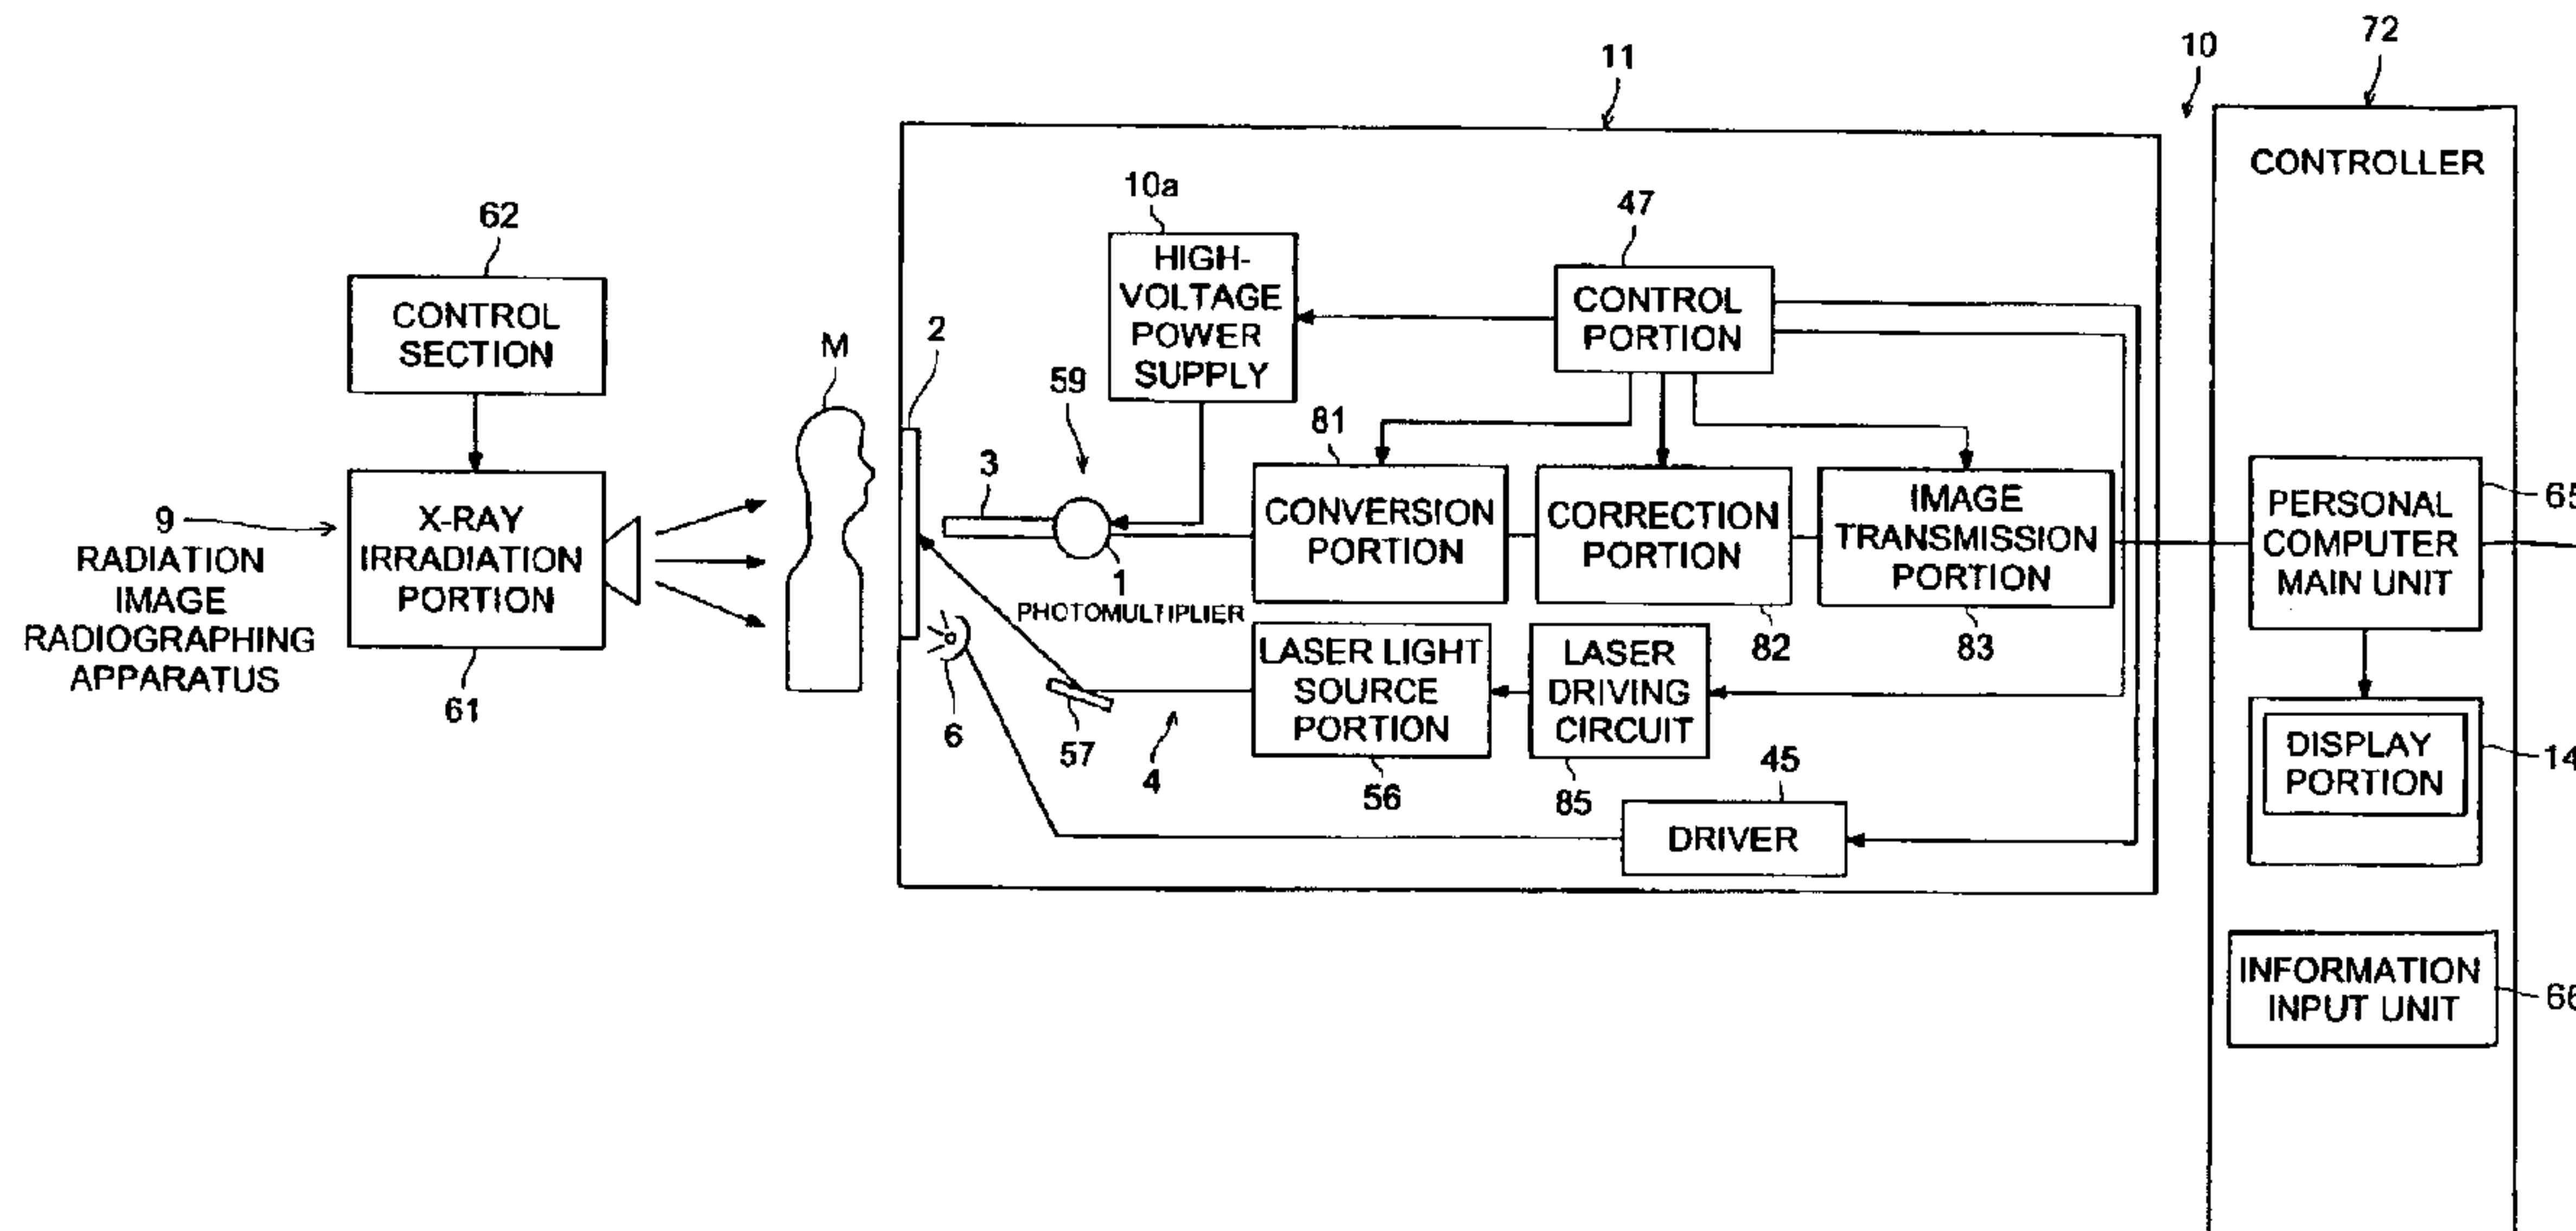 62
CONTROL
SECTION
9
RADIATION
IMAGE
RADIOGRAPHING
APPARATUS
X-RAY
IRRADIATION
PORTION
61
M
11
2
10a
HIGH-
VOLTAGE
POWER
SUPPLY
47
CONTROL
PORTION
59
3
1
PHOTOMULTIPLIER
81
CONVERSION
PORTION
CORRECTION
PORTION
82
IMAGE
TRANSMISSION
PORTION
83
6
57
4
LASER LIGHT
SOURCE
PORTION
56
LASER
DRIVING
CIRCUIT
85
45
DRIVER
10
72
CONTROLLER
PERSONAL
COMPUTER
MAIN UNIT
65
DISPLAY
PORTION
14
INFORMATION
INPUT UNIT
66